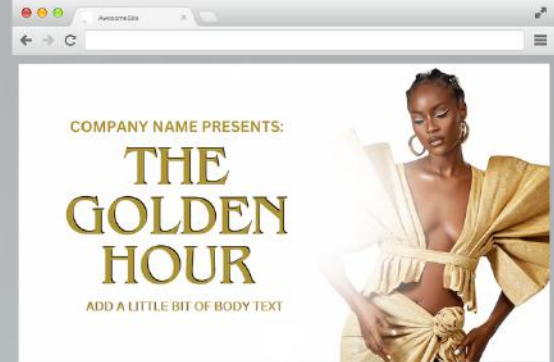 AwesomeSite
COMPANY NAME PRESENTS:
THE
GOLDEN
HOUR
ADD A LITTLE BIT OF BODY TEXT